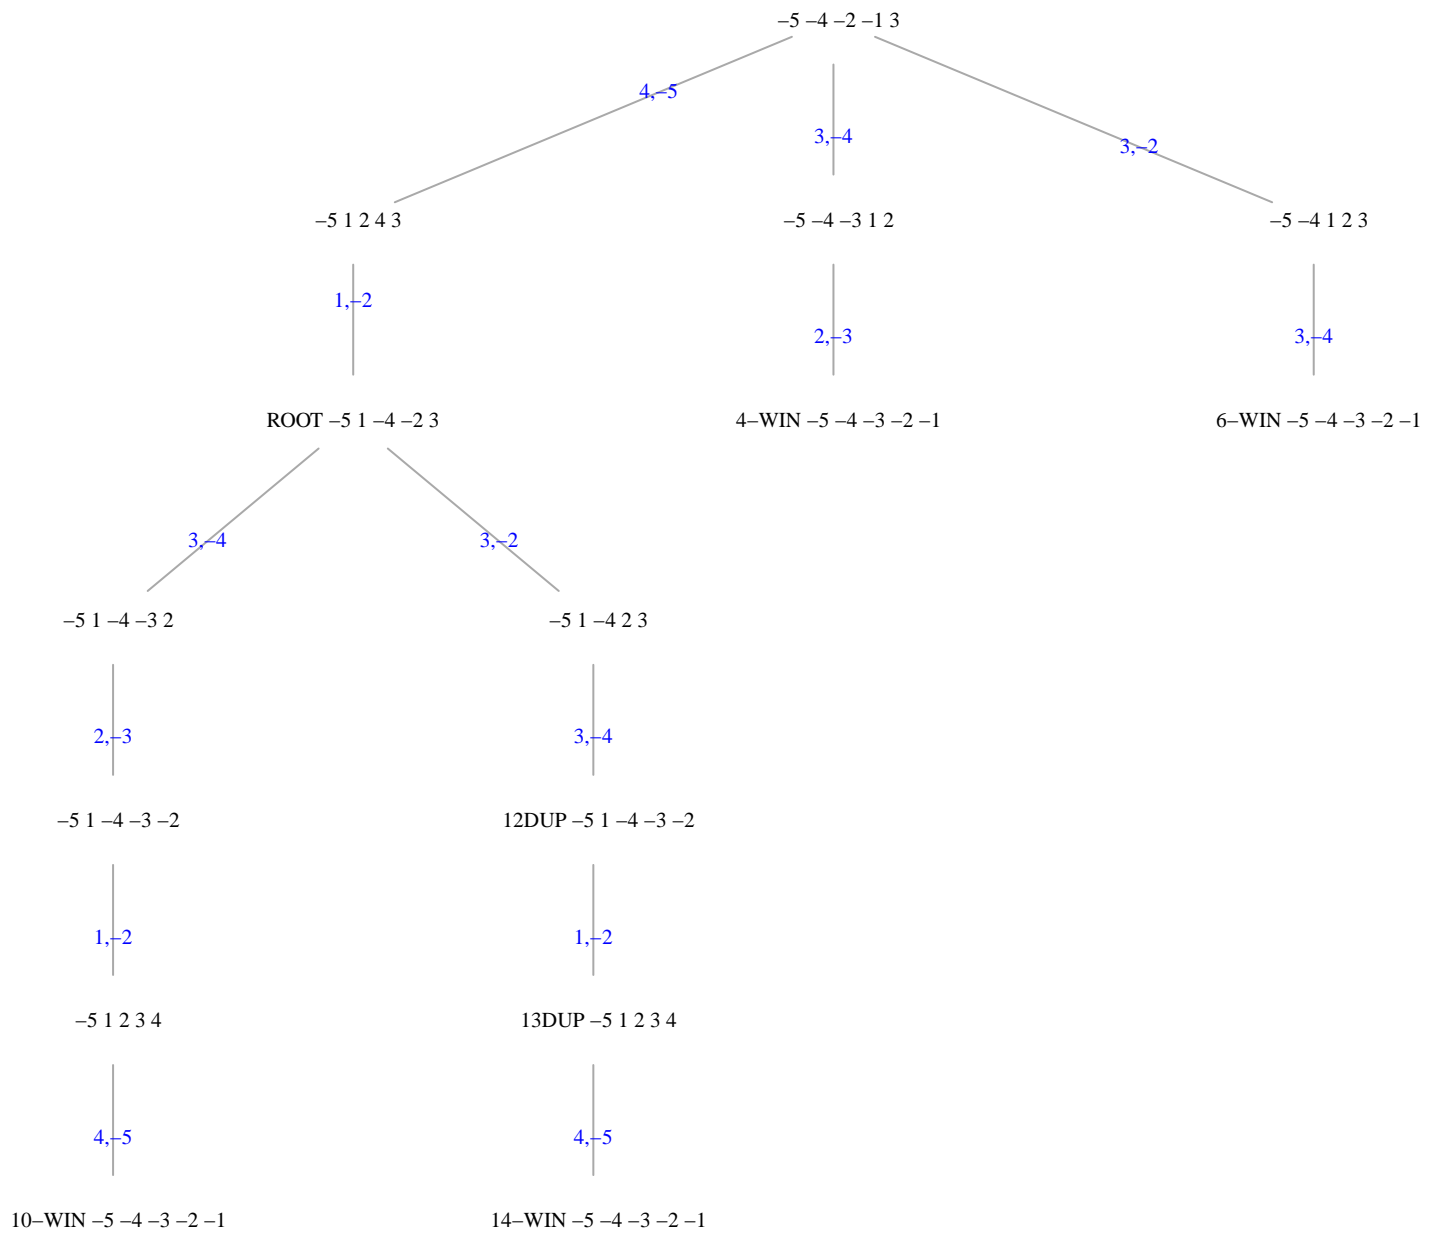 −5 −4 −2 −1 3
4,−5
3,−4
3,−2
−5 1 2 4 3
−5 −4 −3 1 2
−5 −4 1 2 3
1,−2
2,−3
3,−4
ROOT −5 1 −4 −2 3
4−WIN −5 −4 −3 −2 −1
6−WIN −5 −4 −3 −2 −1
3,−4
3,−2
−5 1 −4 −3 2
−5 1 −4 2 3
2,−3
3,−4
−5 1 −4 −3 −2
12DUP −5 1 −4 −3 −2
1,−2
1,−2
−5 1 2 3 4
13DUP −5 1 2 3 4
4,−5
4,−5
10−WIN −5 −4 −3 −2 −1
14−WIN −5 −4 −3 −2 −1